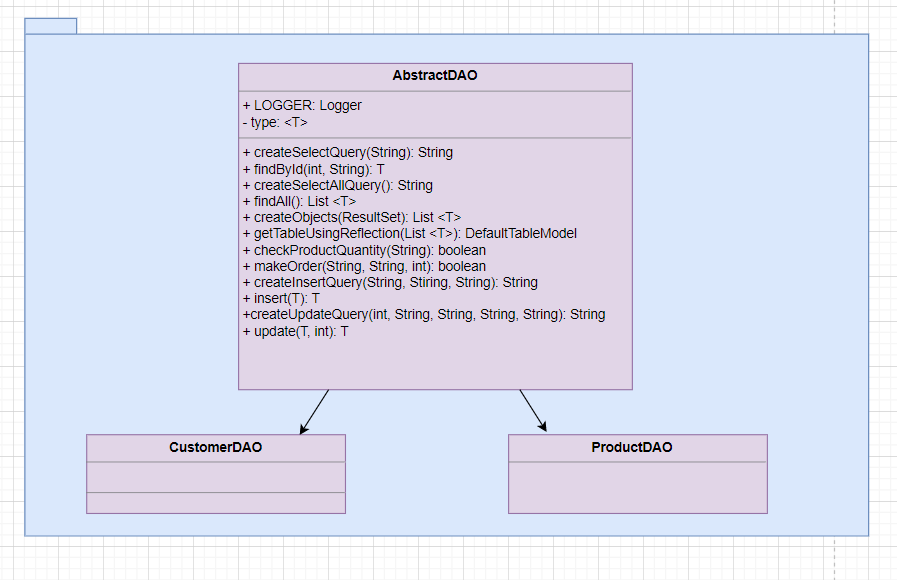 AbstractDAO
+ LOGGER: Logger
- type: <T>
+ createSelectQuery(String): String
+ findById(int, String): T
+ createSelectAllQuery(): String
+ findAll(): List <T>
+ createObjects(ResultSet): List <T>
+ getTableUsingReflection(List <T>): DefaultTableModel
+ checkProductQuantity(String): boolean
+ makeOrder(String, String, int): boolean
+ createInsertQuery(String, Stiring, String): String
+ insert(T): T
+createUpdateQuery(int, String, String, String, String): String
+ update(T, int): T
CustomerDAO
ProductDAO